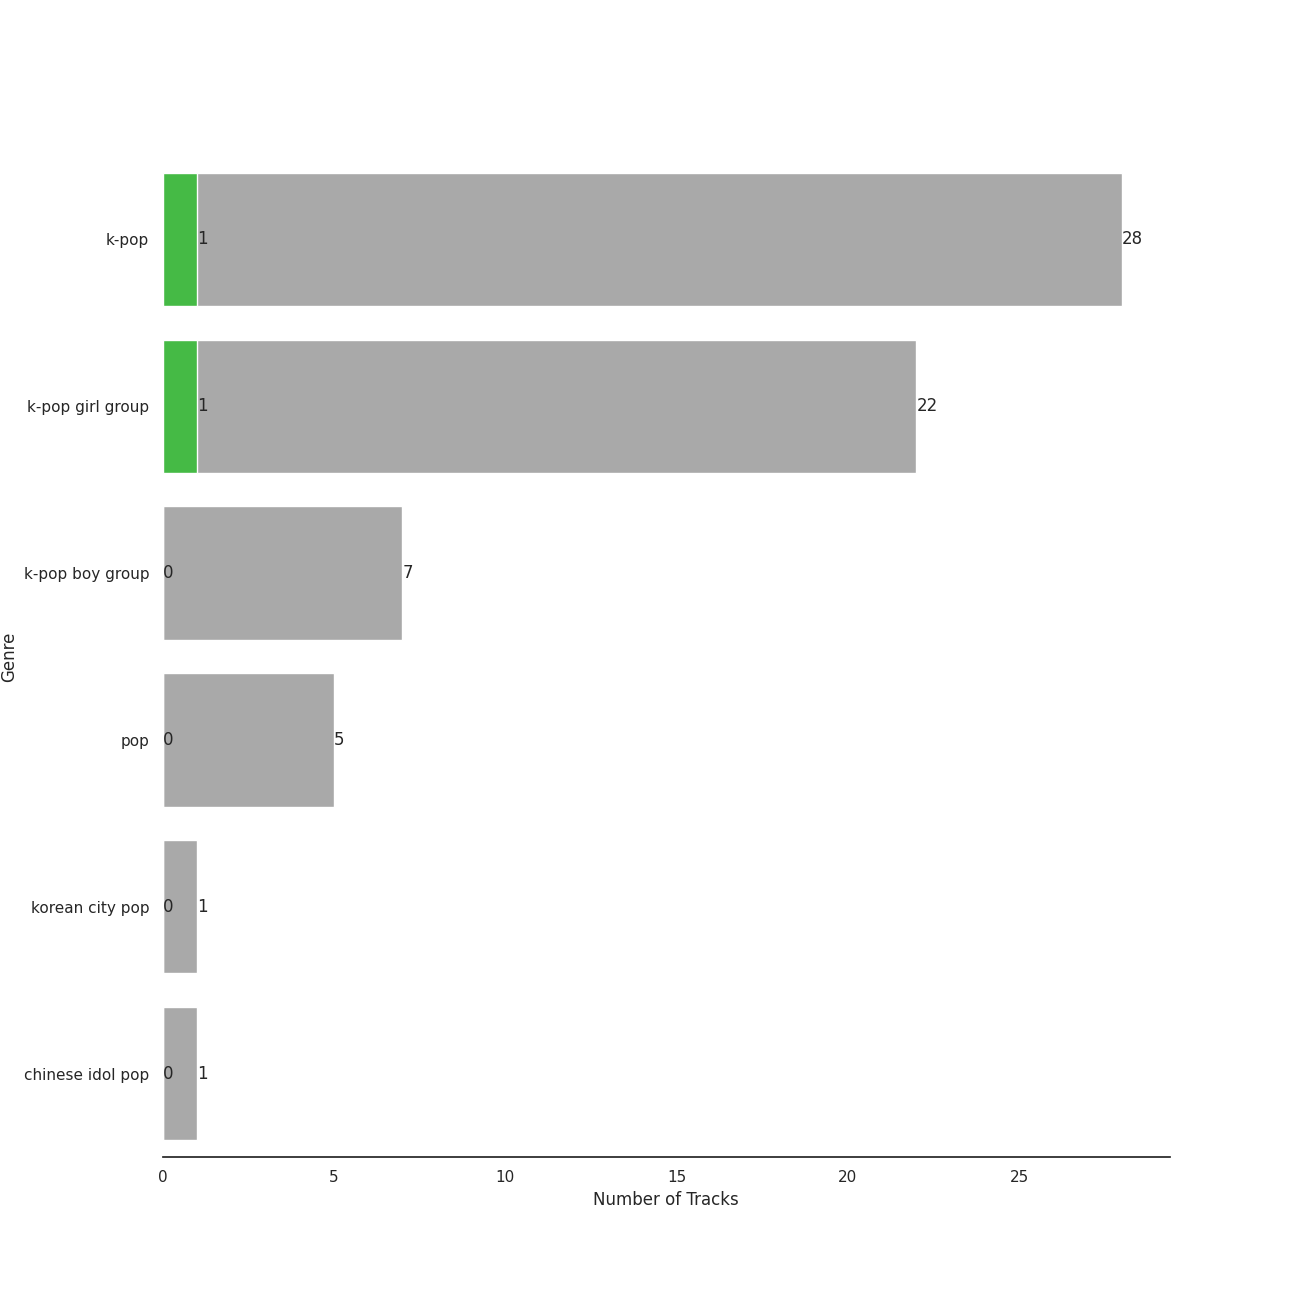 k-pop 1 28
k-pop girl group 1 22
k-pop boy group 0 7
pop 0 5
korean city pop 0 1
chinese idol pop 0 1
Genre
0 5 10 15 20 25
Number of Tracks